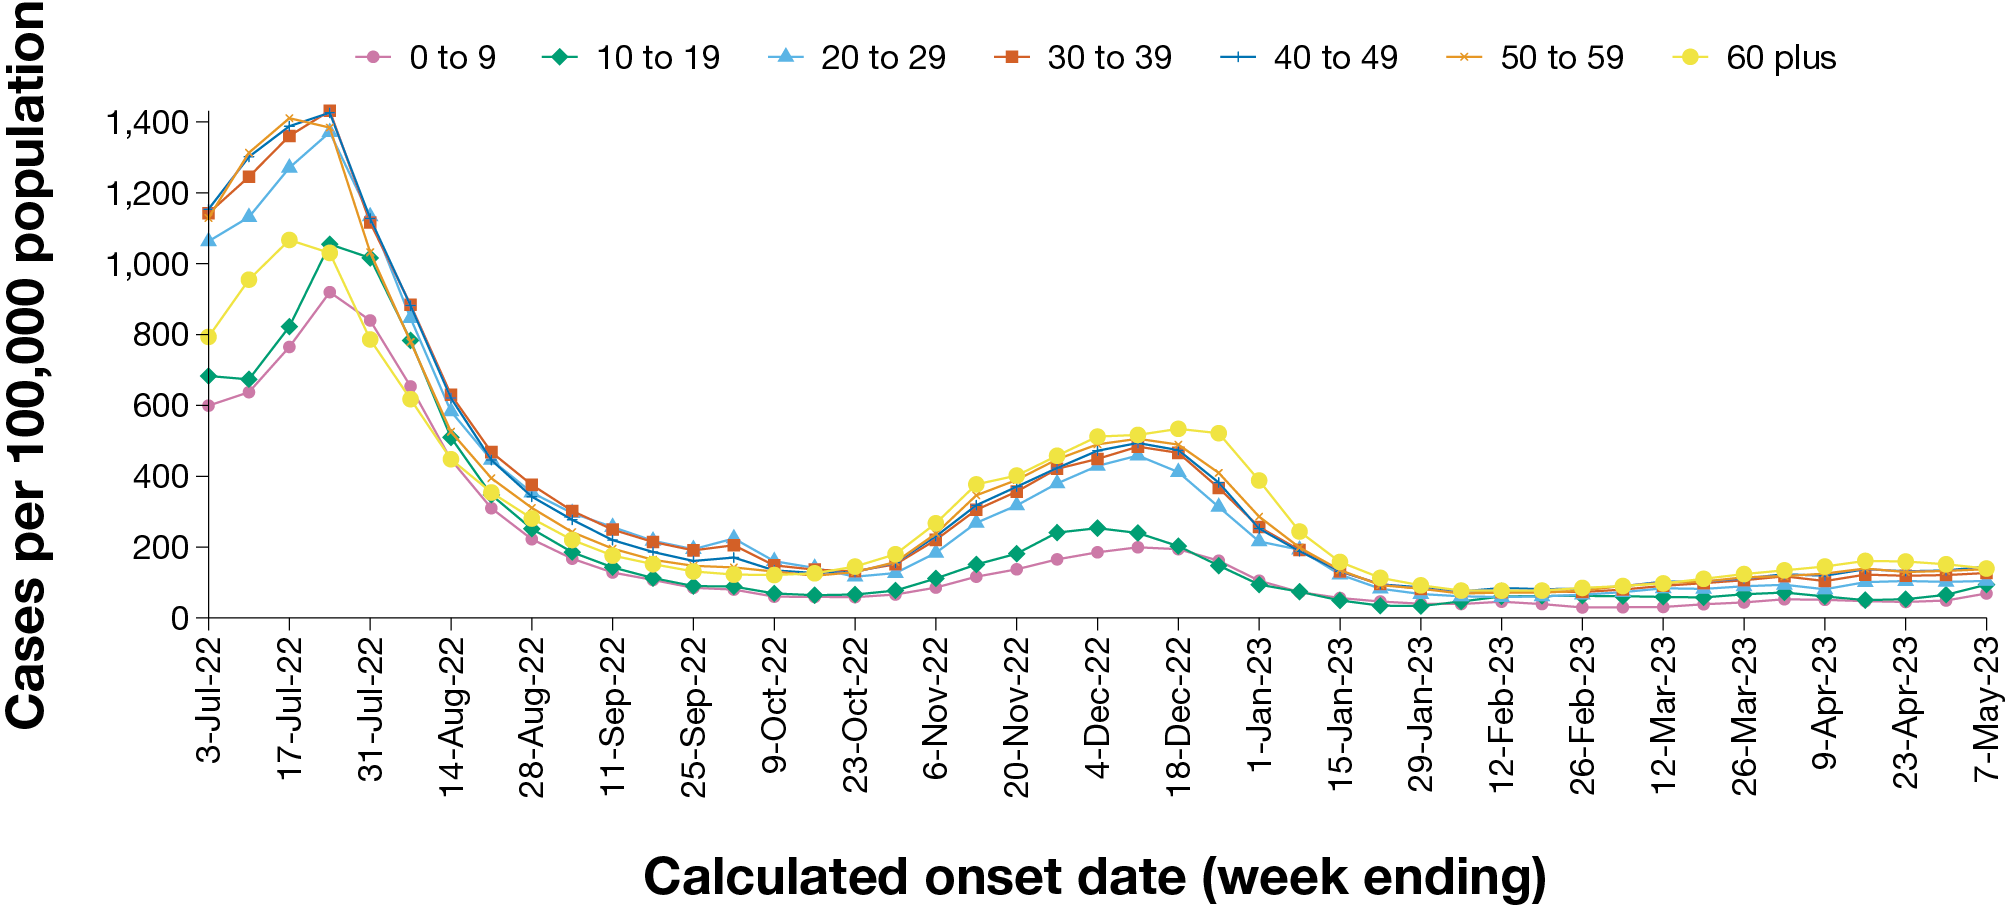 0 to 9
10 to 19
20 to 29
30 to 39
40 to 49
50 to 59
60 plus
Cases per 100,000 population
1,400
1,200
1,000
800
600
400
200
0
3-Jul-22
17-Jul-22
31-Jul-22
14-Aug-22
28-Aug-22
11-Sep-22
25-Sep-22
9-Oct-22
23-Oct-22
6-Nov-22
20-Nov-22
4-Dec-22
18-Dec-22
1-Jan-23
15-Jan-23
29-Jan-23
12-Feb-23
26-Feb-23
12-Mar-23
26-Mar-23
9-Apr-23
23-Apr-23
7-May-23
Calculated onset date (week ending)